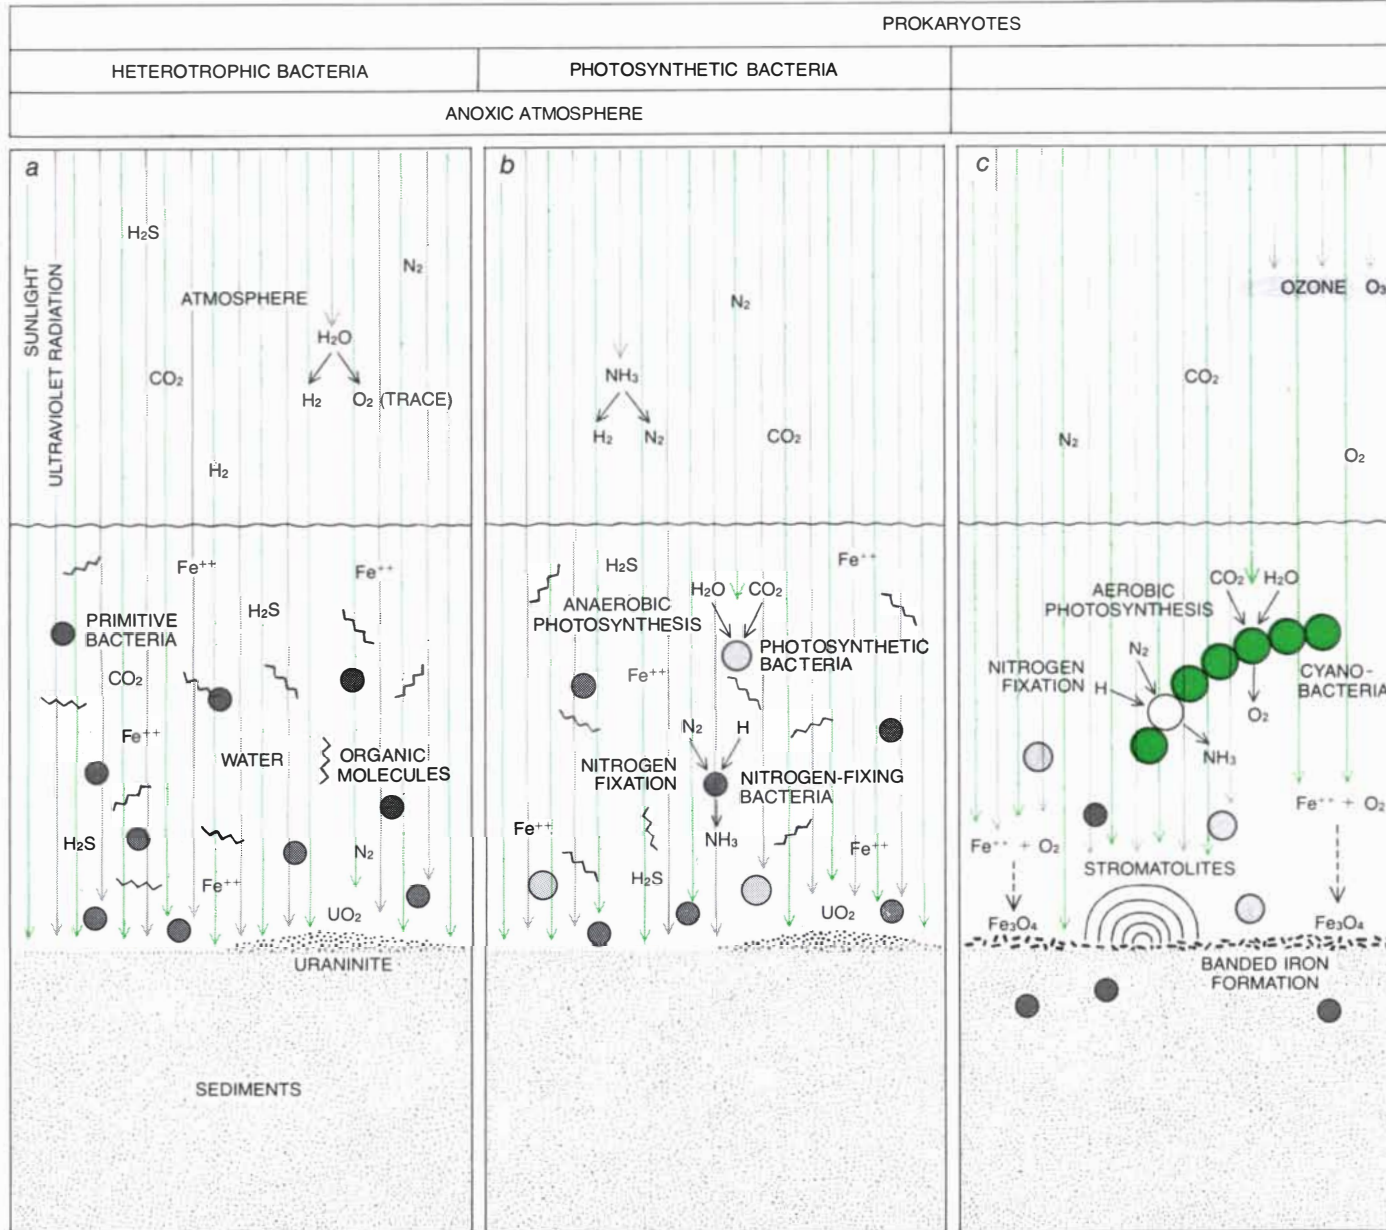 PROKARYOTES
HETEROTROPHIC BACTERIA
PHOTOSYNTHETIC BACTERIA
ANOXIC ATMOSPHERE
a
H₂S
N₂
SUNLIGHT
ULTRAVIOLET RADIATION
ATMOSPHERE
H₂O
CO₂
H₂
O₂ (TRACE)
H₂
Fe⁺⁺
Fe⁺⁺
H₂S
PRIMITIVE
BACTERIA
CO₂
Fe⁺⁺
WATER
ORGANIC
MOLECULES
H₂S
N₂
Fe⁺⁺
UO₂
URANINITE
SEDIMENTS
b
N₂
NH₃
H₂
N₂
CO₂
H₂S
Fe⁺⁺
H₂O
CO₂
ANAEROBIC
PHOTOSYNTHESIS
PHOTOSYNTHETIC
BACTERIA
Fe⁺⁺
N₂
H
NITROGEN
FIXATION
NITROGEN-FIXING
BACTERIA
Fe⁺⁺
NH₃
Fe⁺⁺
H₂S
UO₂
c
OZONE O₃
CO₂
N₂
O₂
CO₂
H₂O
AEROBIC
PHOTOSYNTHESIS
N₂
NITROGEN
FIXATION
H
CYANO-
BACTERIA
O₂
NH₃
Fe⁺⁺ + O₂
Fe⁺⁺ + O₂
STROMATOLITES
Fe₃O₄
Fe₃O₄
BANDED IRON
FORMATION